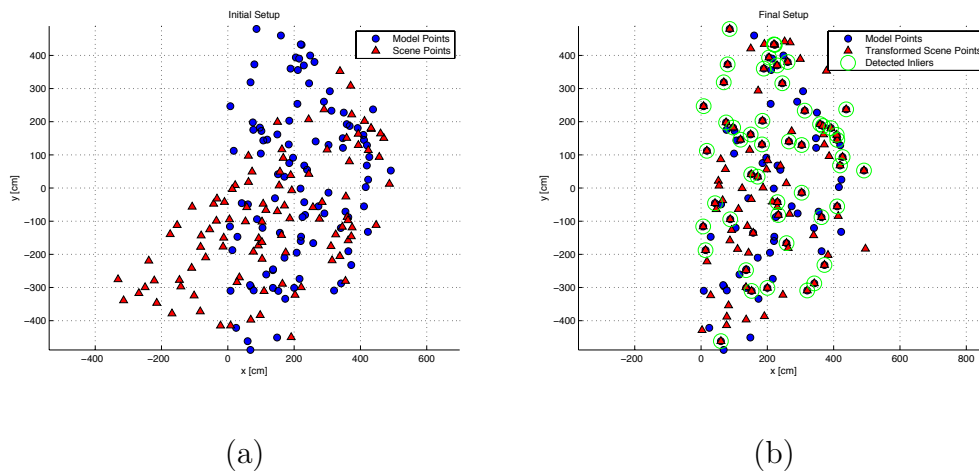 Initial Setup
Model Points
Scene Points
400
300
200
100
0
−100
−200
−300
−400
y [cm]
−400
−200
0
200
400
600
x [cm]
(a)
Final Setup
Model Points
Transformed Scene Points
Detected Inliers
400
300
200
100
0
−100
−200
−300
−400
y [cm]
−200
0
200
400
600
800
x [cm]
(b)